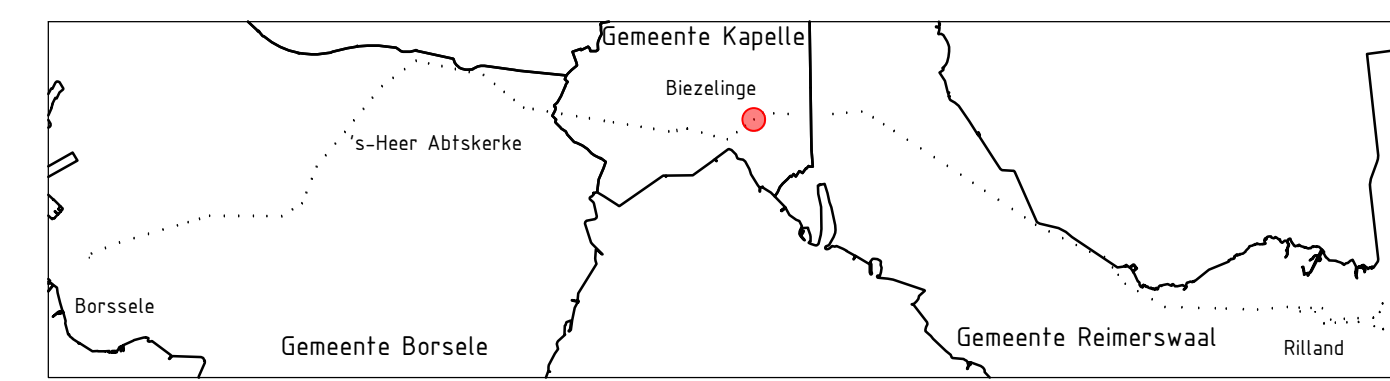 Gemeente Kapelle
Biezelinge
's-Heer Abtskerke
Borssele
Gemeente Borsele
Gemeente Reimerswaal
Rilland